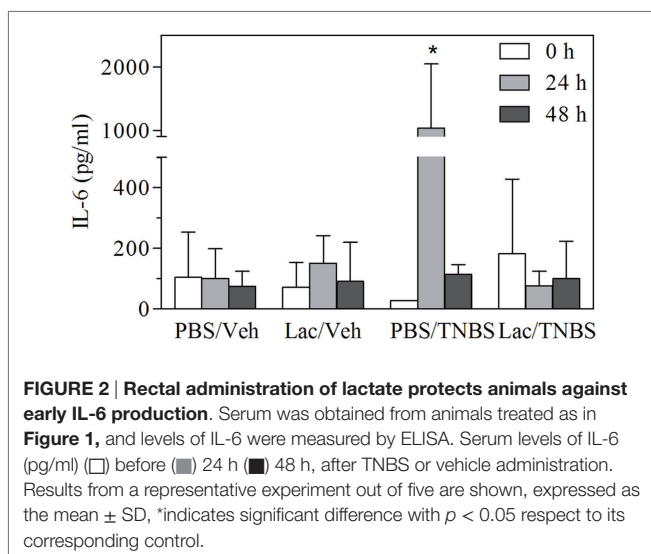 *
0 h
24 h
48 h
2000
1000
400
200
0
IL-6 (pg/ml)
PBS/Veh Lac/Veh PBS/TNBS Lac/TNBS
FIGURE 2 | Rectal administration of lactate protects animals against
early IL-6 production. Serum was obtained from animals treated as in
Figure 1, and levels of IL-6 were measured by ELISA. Serum levels of IL-6
(pg/ml) (□) before (■) 24 h (■) 48 h, after TNBS or vehicle administration.
Results from a representative experiment out of five are shown, expressed as
the mean ± SD, *indicates significant difference with p < 0.05 respect to its
corresponding control.